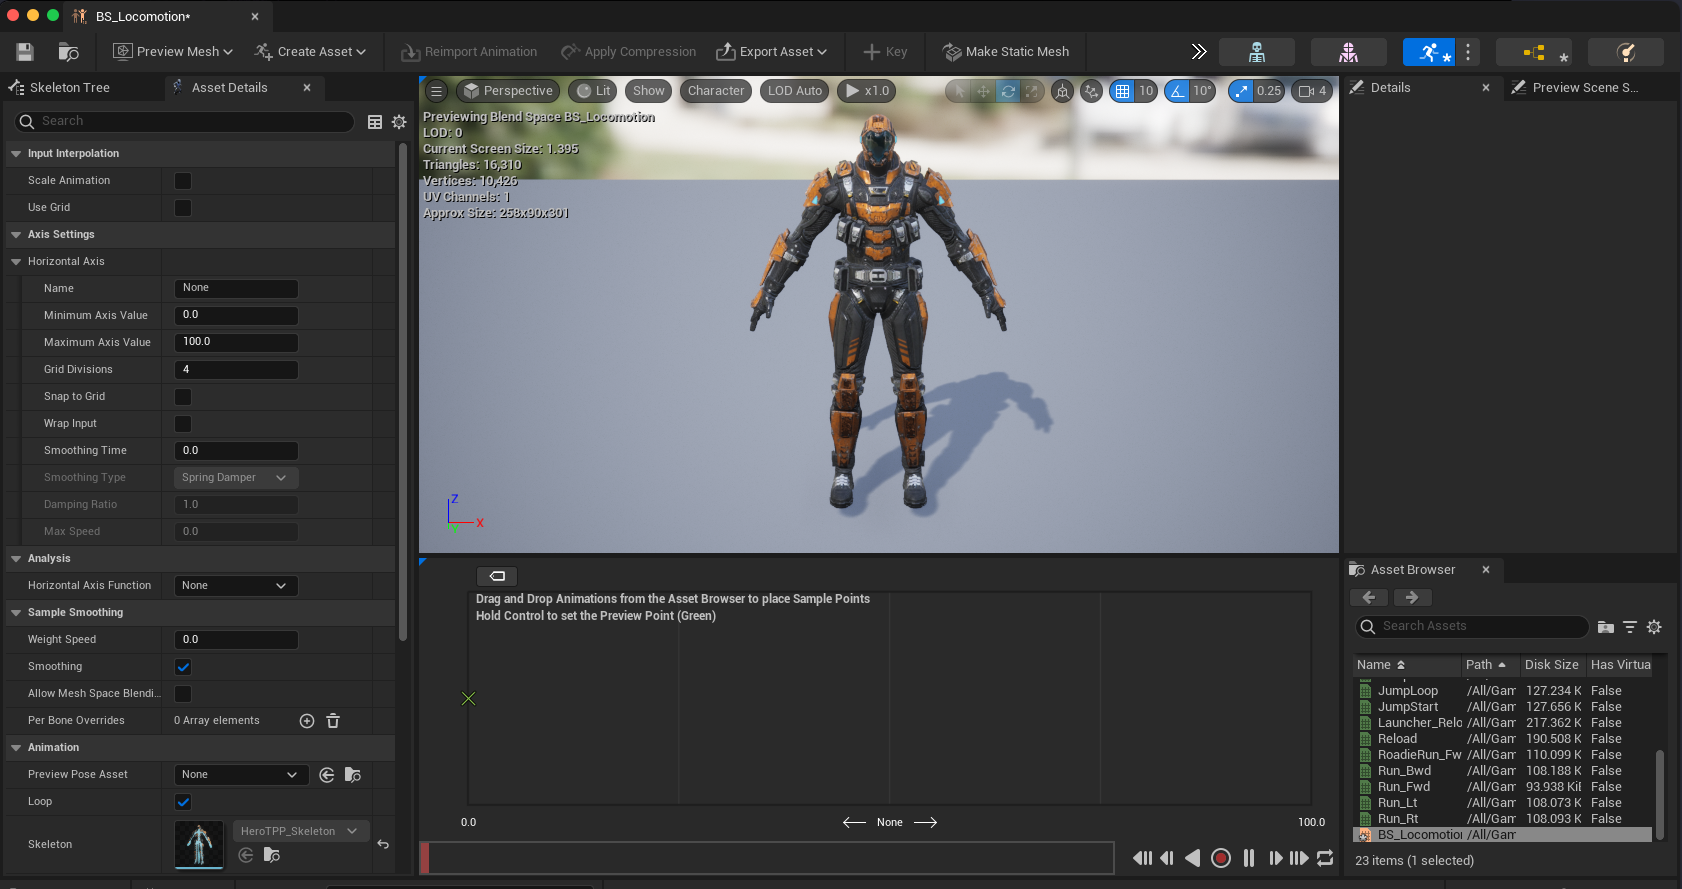 BS_Locomotion*
Preview Mesh
Create Asset
Reimport Animation
Apply Compression
Export Asset
Key
Make Static Mesh
Skeleton Tree
Asset Details
Search
Input Interpolation
Scale Animation
Use Grid
Axis Settings
Horizontal Axis
Name None
Minimum Axis Value 0.0
Maximum Axis Value 100.0
Grid Divisions 4
Snap to Grid
Wrap Input
Smoothing Time 0.0
Smoothing Type Spring Damper
Damping Ratio 1.0
Max Speed 0.0
Analysis
Horizontal Axis Function None
Sample Smoothing
Weight Speed 0.0
Smoothing
Allow Mesh Space Blendi...
Per Bone Overrides 0 Array elements
Animation
Preview Pose Asset None
Loop
Skeleton HeroTPP_Skeleton
Perspective Lit Show Character LOD Auto x1.0 10 10° 0.25 4
Previewing Blend Space BS_Locomotion
LOD: 0
Current Screen Size: 1.395
Triangles: 16,310
Vertices: 10,426
UV Channels: 1
Approx Size: 258x90x301
Z
X
Drag and Drop Animations from the Asset Browser to place Sample Points
Hold Control to set the Preview Point (Green)
0.0 None 100.0
Details
Preview Scene S...
Asset Browser
Search Assets
Name Path Disk Size Has Virtua
JumpLoop /All/Gam 127.234 K False
JumpStart /All/Gam 127.656 K False
Launcher_Relo /All/Gam 217.362 K False
Reload /All/Gam 190.508 K False
RoadieRun_Fw /All/Gam 110.099 K False
Run_Bwd /All/Gam 108.188 K False
Run_Fwd /All/Gam 93.938 KiE False
Run_Lt /All/Gam 108.073 K False
Run_Rt /All/Gam 108.093 K False
BS_Locomotion /All/Gam
23 items (1 selected)